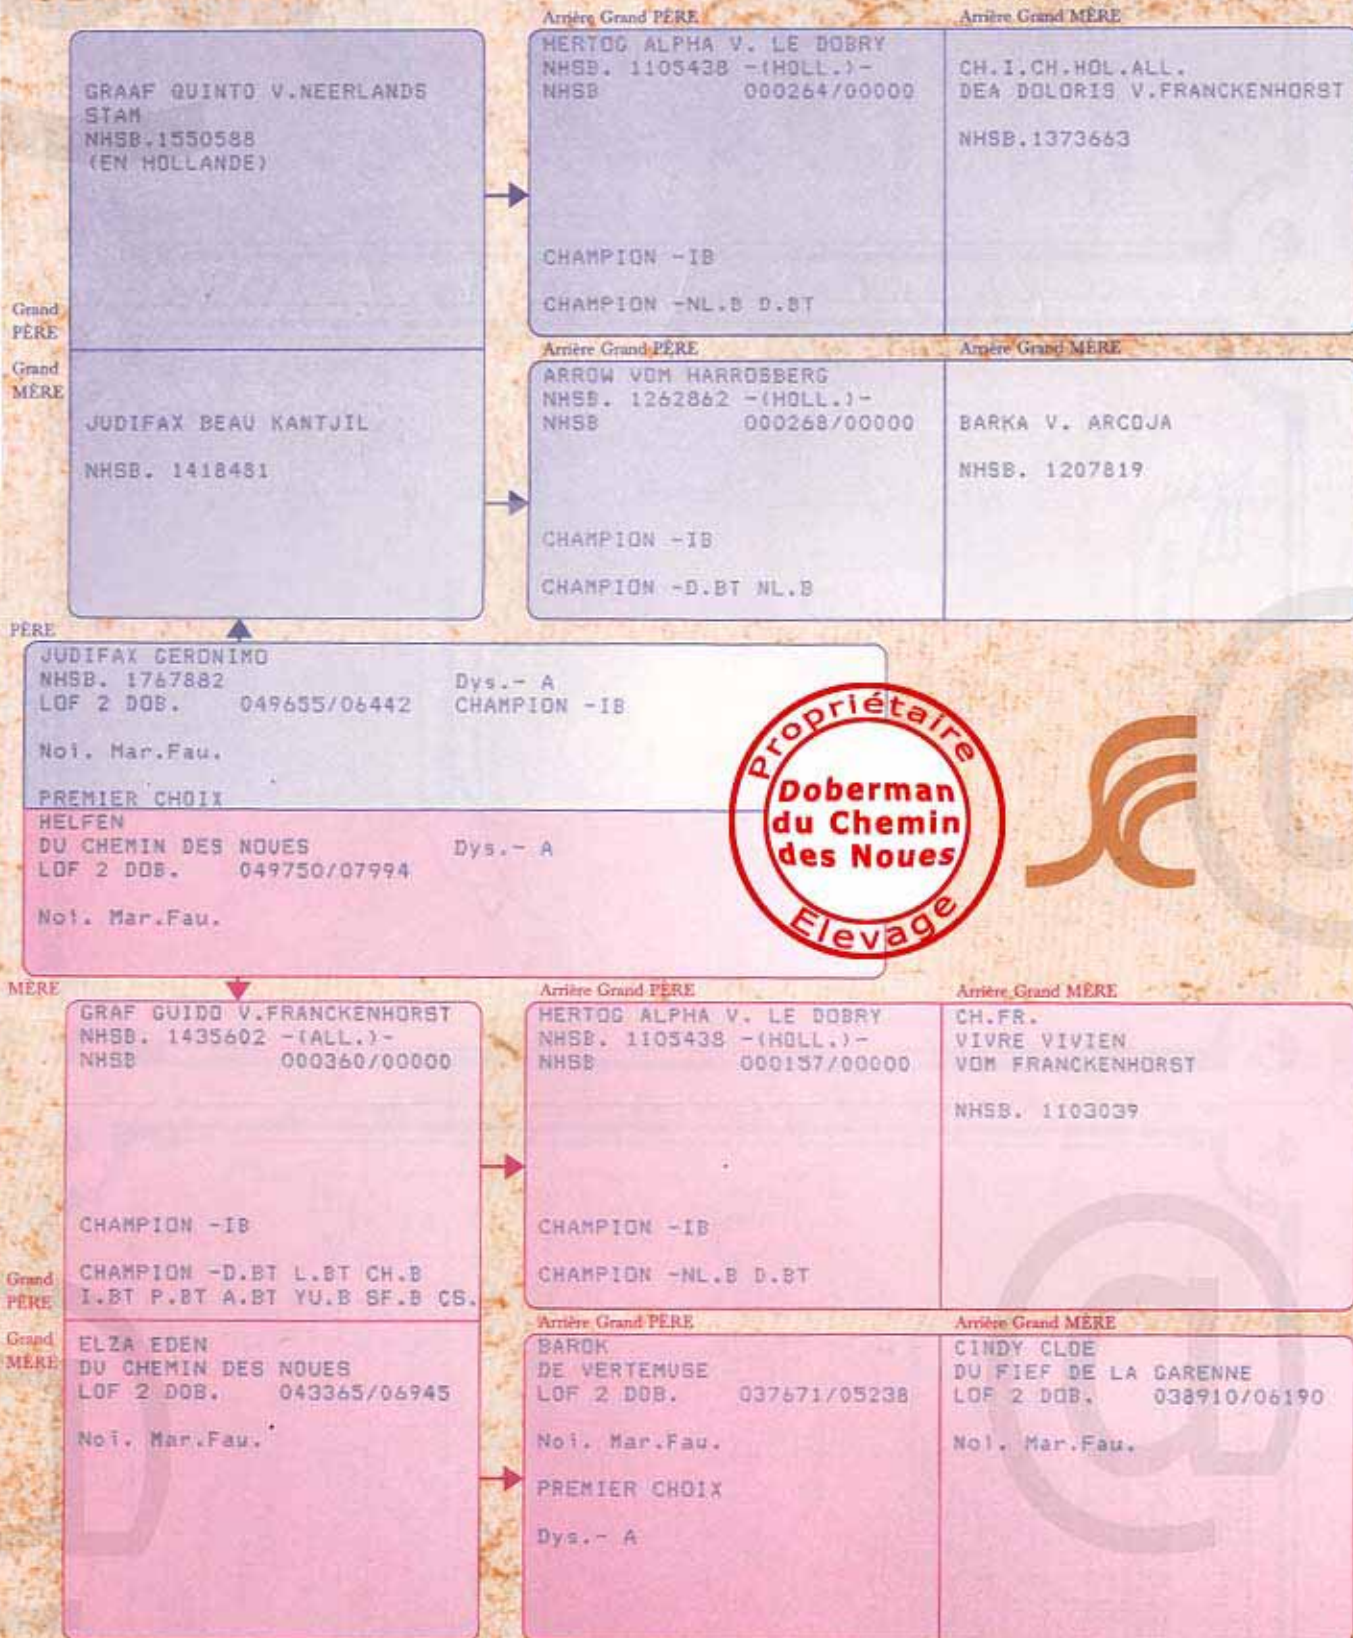 Arrière Grand PÈRE
Arrière Grand MÈRE
GRAAF QUINTO V.NEERLANDS
STAM
NHSB.1550588
(EN HOLLANDE)
HERTOG ALPHA V. LE DOBRY
NHSB. 1105438 -(HOLL.)-
NHSB 000264/00000
CHAMPION -IB
CHAMPION -NL.B D.BT
CH.I.CH.HOL.ALL.
DEA DOLORIS V.FRANCKENHORST
NHSB.1373663
Grand
PÈRE
Grand
MÈRE
JUDIFAX BEAU KANTJIL
NHSB. 1418481
Arrière Grand PÈRE
Arrière Grand MÈRE
ARROW VOM HARROSBERG
NHSB. 1262862 -(HOLL.)-
NHSB 000268/00000
CHAMPION -IB
CHAMPION -D.BT NL.B
BARKA V. ARCOJA
NHSB. 1207819
PÈRE
JUDIFAX GERONIMO
NHSB. 1767882 Dys.- A
LOF 2 DOB. 049655/06442 CHAMPION -IB
Noi. Mar.Fau.
PREMIER CHOIX
HELFEN
DU CHEMIN DES NOUES Dys.- A
LOF 2 DOB. 049750/07994
Noi. Mar.Fau.
Propriétaire
Doberman
du Chemin
des Noues
Elevage
MÈRE
GRAF GUIDO V.FRANCKENHORST
NHSB. 1435602 -(ALL.)-
NHSB 000360/00000
CHAMPION -IB
CHAMPION -D.BT L.BT CH.B
I.BT P.BT A.BT YU.B SF.B CS.
Arrière Grand PÈRE
Arrière Grand MÈRE
HERTOG ALPHA V. LE DOBRY
NHSB. 1105438 -(HOLL.)-
NHSB 000157/00000
CHAMPION -IB
CHAMPION -NL.B D.BT
CH.FR.
VIVRE VIVIEN
VOM FRANCKENHORST
NHSB. 1103039
Grand
PÈRE
Grand
MÈRE
ELZA EDEN
DU CHEMIN DES NOUES
LOF 2 DOB. 043365/06945
Noi. Mar.Fau.
Arrière Grand PÈRE
Arrière Grand MÈRE
BAROK
DE VERTEMUSE
LOF 2 DOB. 037671/05238
Noi. Mar.Fau.
PREMIER CHOIX
Dys.- A
CINDY CLOE
DU FIEF DE LA GARENNE
LOF 2 DOB. 038910/06190
Noi. Mar.Fau.